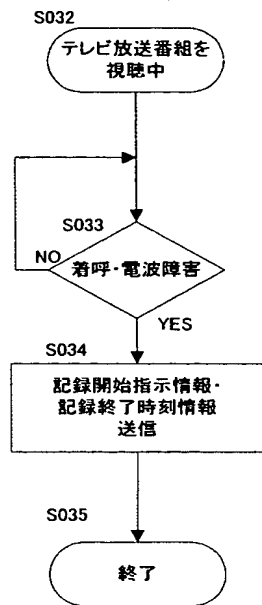 S032
テレビ放送番組を
視聴中
S033
NO
着呼・電波障害
YES
S034
記録開始指示情報・
記録終了時刻情報
送信
S035
終了